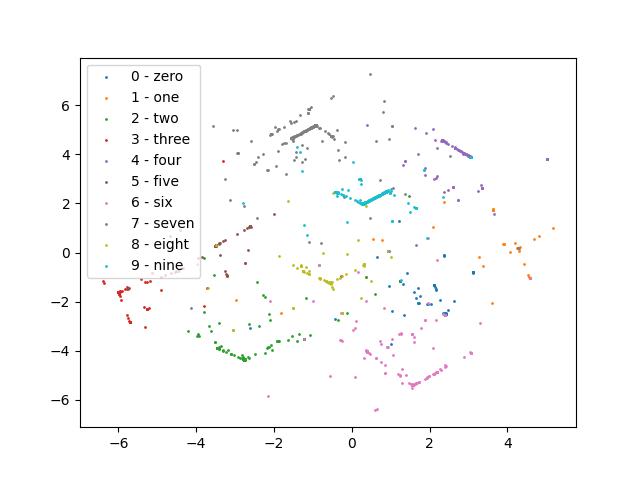 0 - zero
1 - one
2 - two
3 - three
4 - four
5 - five
6 - six
7 - seven
8 - eight
9 - nine
6
4
2
0
−2
−4
−6
−6
−4
−2
0
2
4